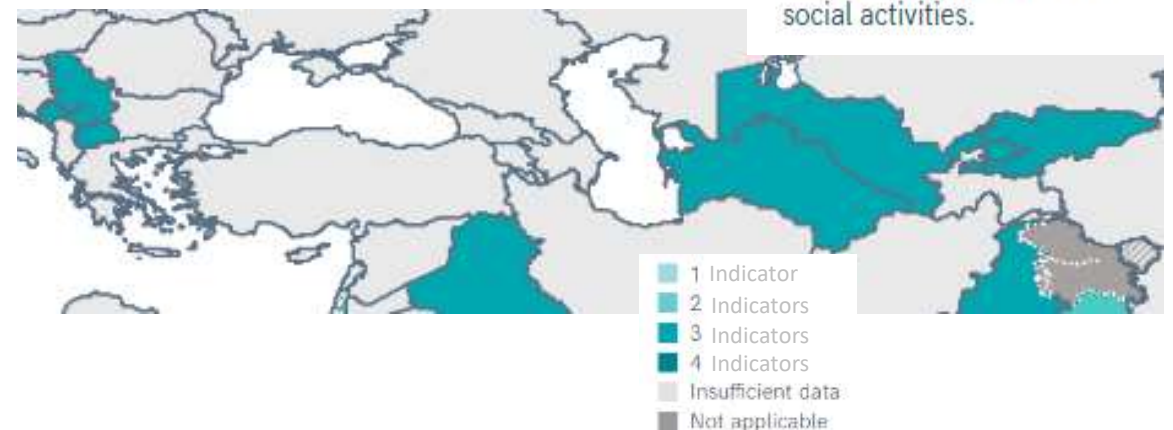 social activities.
1 Indicator
2 Indicators
3 Indicators
4 Indicators
Insufficient data
Not applicable